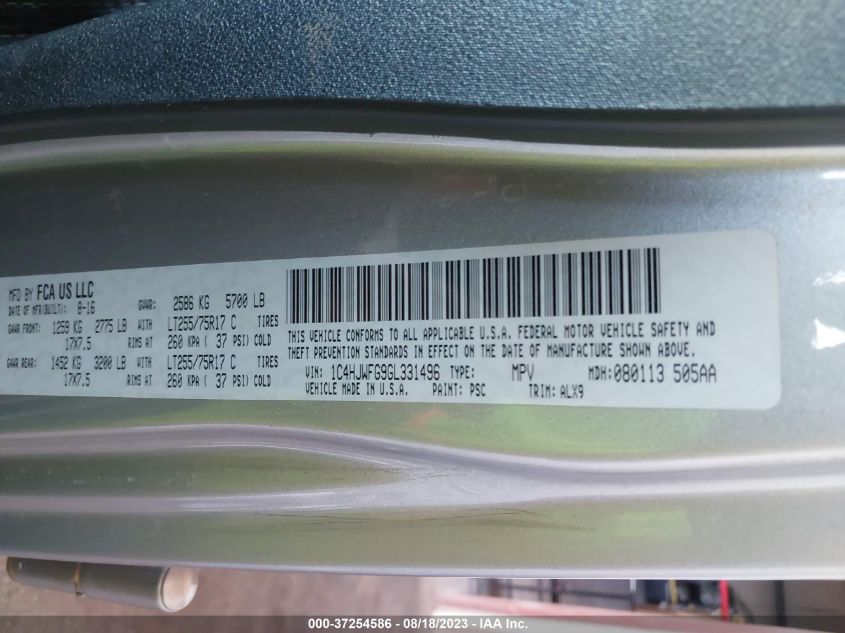 MFD BY FCA US LLC
DATE OF MFR(BUILT): 8-16 GVWR: 2586 KG 5700 LB
GAWR FRONT: 1259 KG 2775 LB WITH LT255/75R17 C TIRES
17X7.5 RIMS AT 260 KPA ( 37 PSI) COLD
GAWR REAR: 1452 KG 3200 LB WITH LT255/75R17 C TIRES
17X7.5 RIMS AT 260 KPA ( 37 PSI) COLD
THIS VEHICLE CONFORMS TO ALL APPLICABLE U.S.A. FEDERAL MOTOR VEHICLE SAFETY AND
THEFT PREVENTION STANDARDS IN EFFECT ON THE DATE OF MANUFACTURE SHOWN ABOVE.
VIN: 1C4HJWFG9GL331496 TYPE: MPV MDH:080113 505AA
VEHICLE MADE IN U.S.A. PAINT: PSC TRIM: ALX9
000-37254586 - 08/18/2023 - IAA Inc.